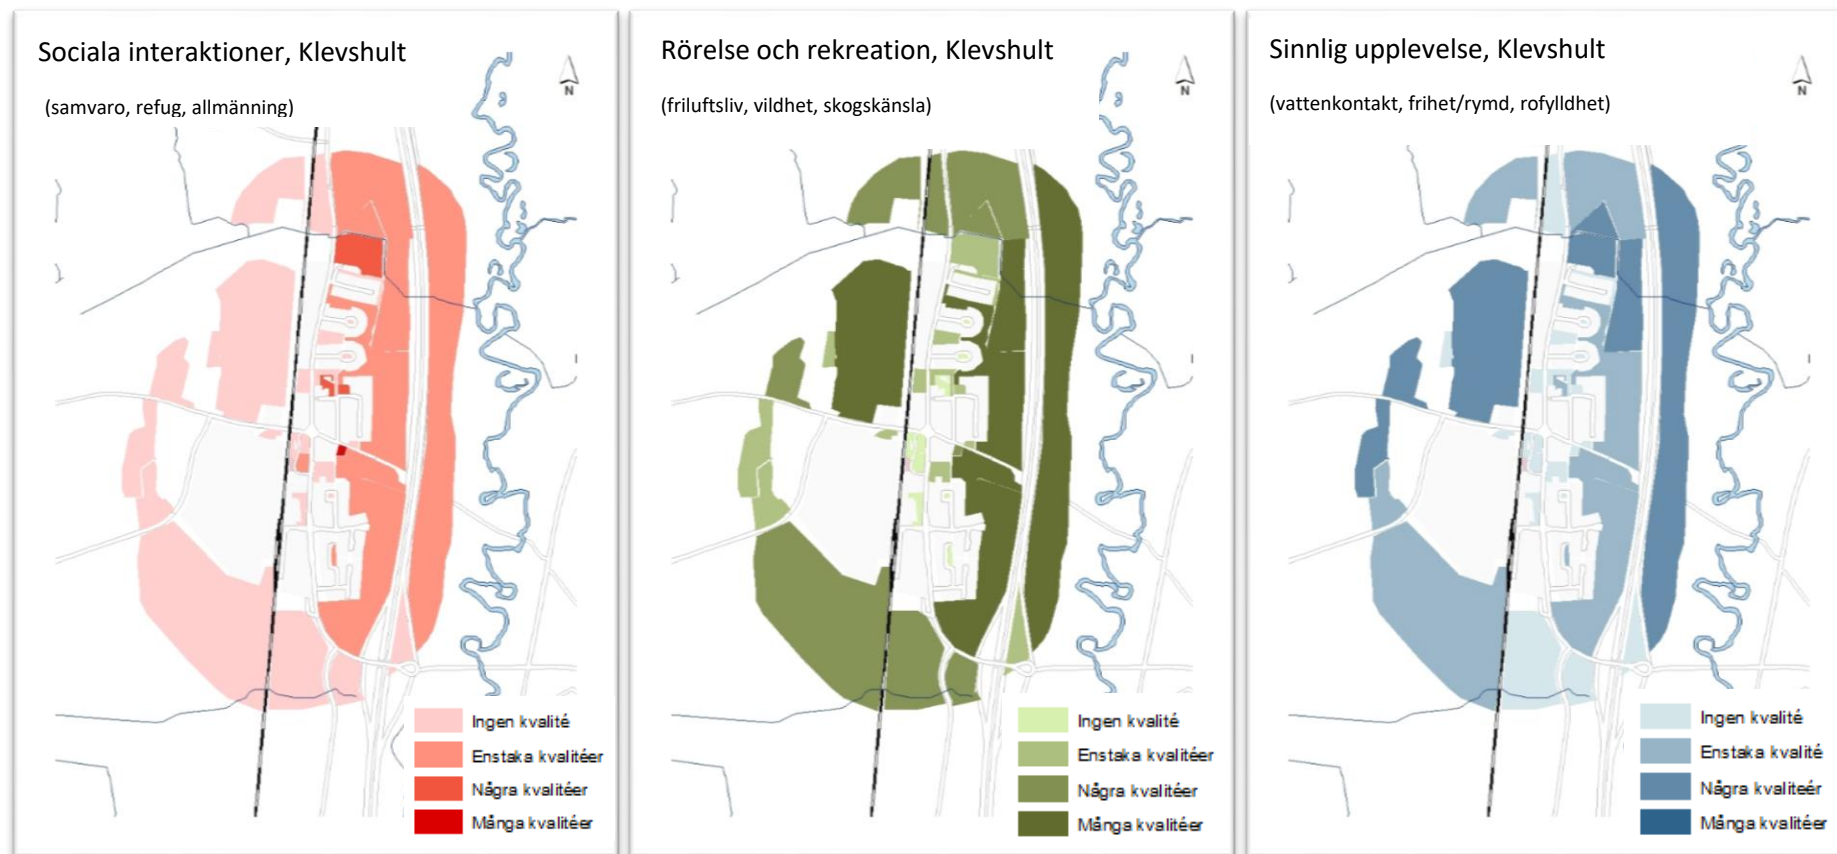 Sociala interaktioner, Klevshult
(samvaro, refug, allmänning)
N
Ingen kvalité
Enstaka kvalitéer
Några kvalitéer
Många kvalitéer
Rörelse och rekreation, Klevshult
(friluftsliv, vildhet, skogskänsla)
N
Ingen kvalité
Enstaka kvalitéer
Några kvalitéer
Många kvalitéer
Sinnlig upplevelse, Klevshult
(vattenkontakt, frihet/rymd, rofylldhet)
N
Ingen kvalité
Enstaka kvalité
Några kvaliteér
Många kvalitéer